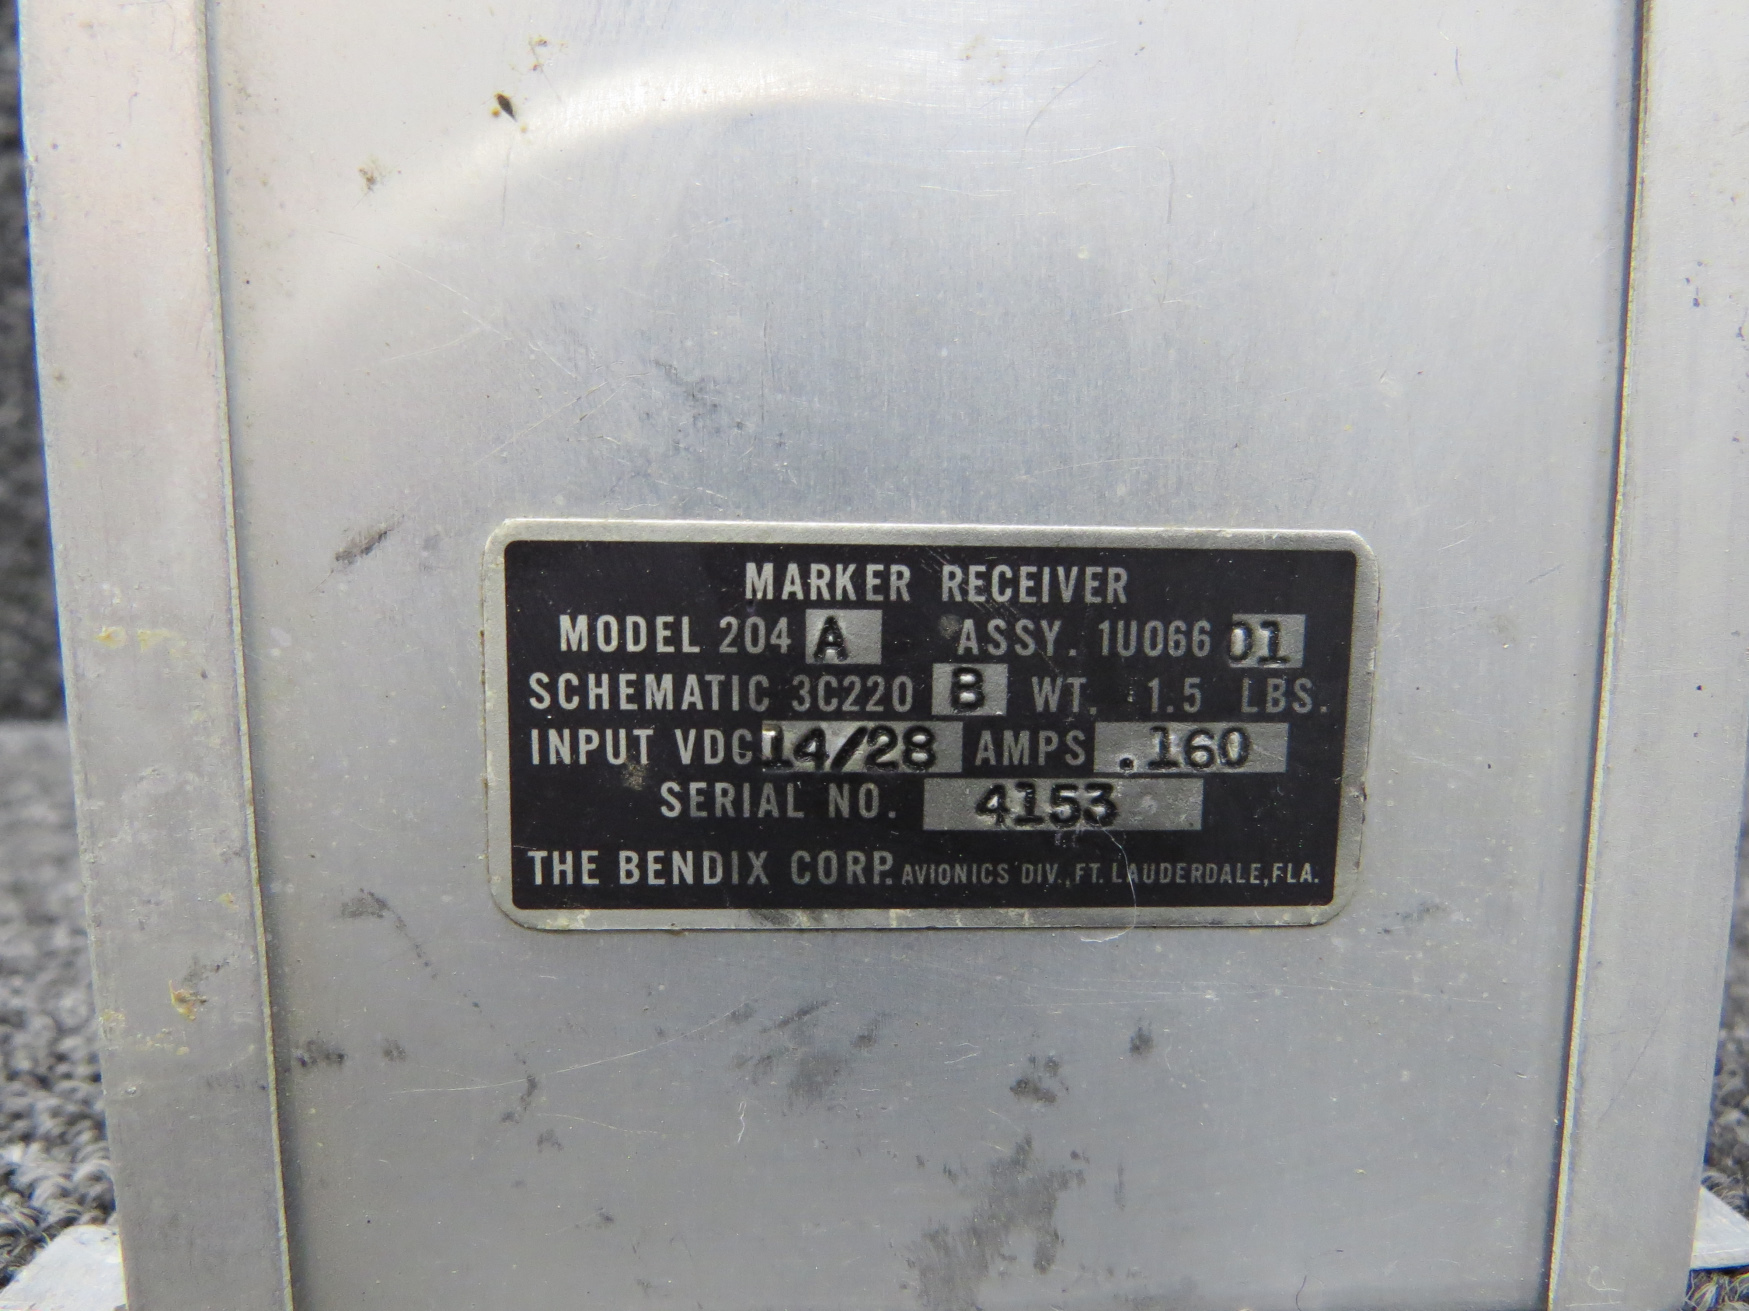 MARKER RECEIVER
MODEL 204 A ASSY. 1U066 01
SCHEMATIC 3C220 B WT. 1.5 LBS.
INPUT VDC 14/28 AMPS .160
SERIAL NO. 4153
THE BENDIX CORP. AVIONICS DIV., FT. LAUDERDALE, FLA.